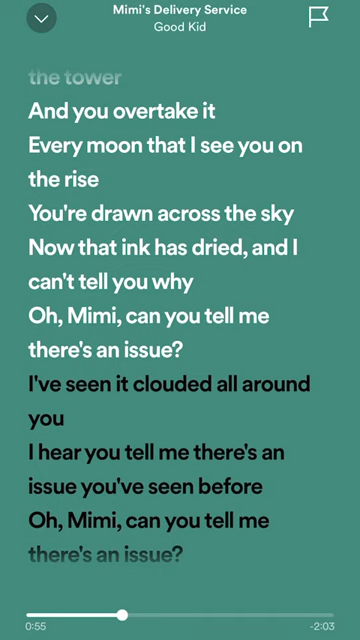 Mimi's Delivery Service
Good Kid
the tower
And you overtake it
Every moon that I see you on
the rise
You're drawn across the sky
Now that ink has dried, and I
can't tell you why
Oh, Mimi, can you tell me
there's an issue?
I've seen it clouded all around
you
I hear you tell me there's an
issue you've seen before
Oh, Mimi, can you tell me
there's an issue?
0:55
-2:03